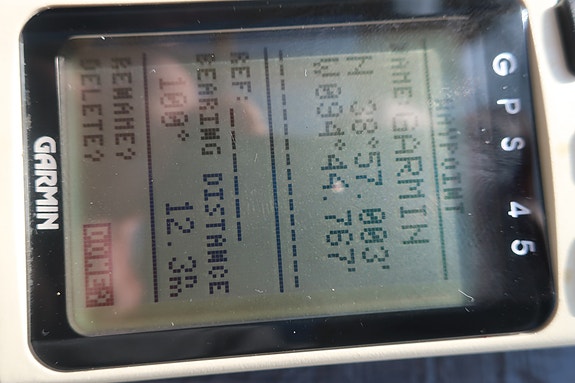 GPS 45
WAYPOINT
NAME:GARMIN
N 38°57.003'
W094°44.767'
----------------
REF:----------
BEARING DISTANCE
100° 12.3
RENAME?
DELETE?
GARMIN